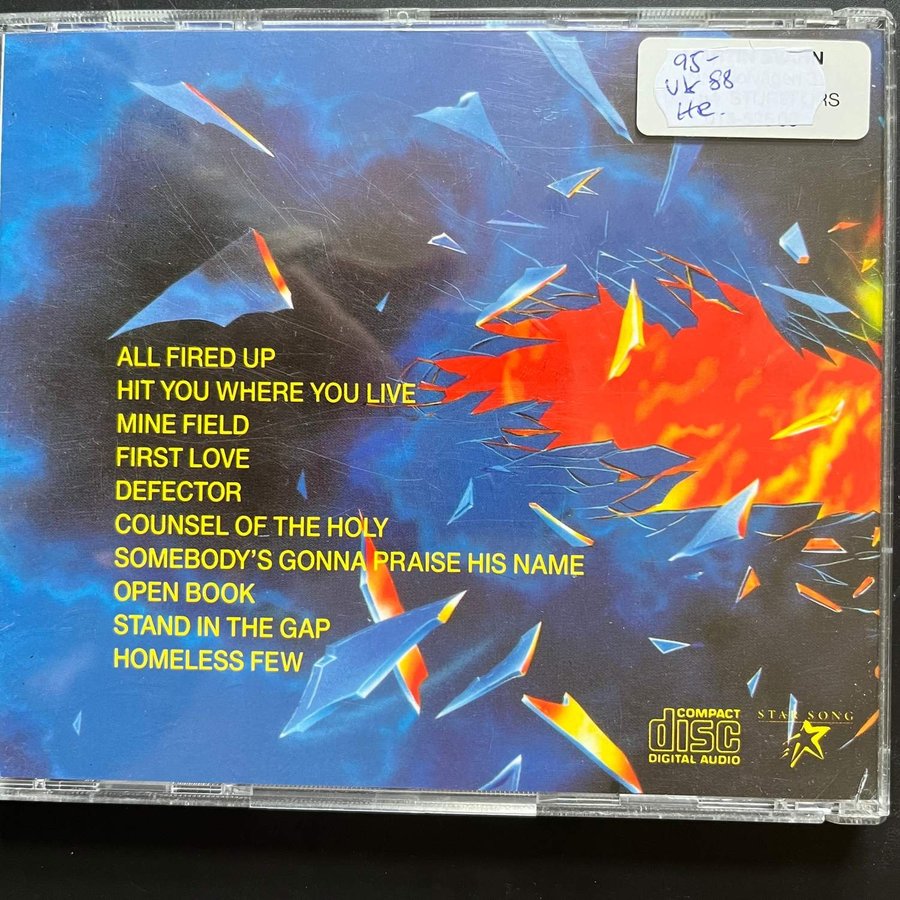 95-
vk 88
He.
N
RS
ALL FIRED UP
HIT YOU WHERE YOU LIVE
MINE FIELD
FIRST LOVE
DEFECTOR
COUNSEL OF THE HOLY
SOMEBODY'S GONNA PRAISE HIS NAME
OPEN BOOK
STAND IN THE GAP
HOMELESS FEW
COMPACT
disc
DIGITAL AUDIO
STAR SONG